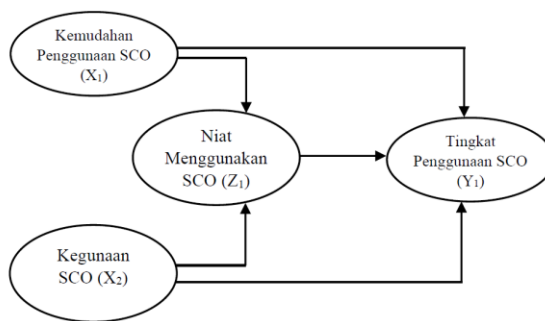 Kemudahan
Penggunaan SCO
(X₁)
Niat
Menggunakan
SCO (Z₁)
Tingkat
Penggunaan SCO
(Y₁)
Kegunaan
SCO (X₂)